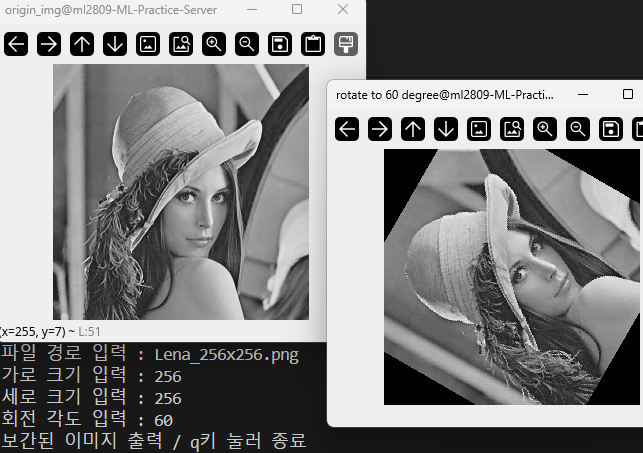 origin_img@ml2809-ML-Practice-Server
rotate to 60 degree@ml2809-ML-Practi...
(x=255, y=7) ~ L:51
파일 경로 입력 : Lena_256x256.png
가로 크기 입력 : 256
세로 크기 입력 : 256
회전 각도 입력 : 60
보간된 이미지 출력 / q키 눌러 종료